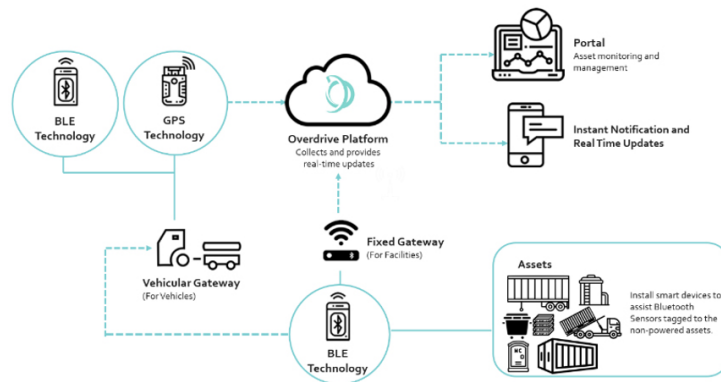 BLE
Technology
GPS
Technology
Overdrive Platform
Collects and provides
real-time updates
Portal
Asset monitoring and
management
Instant Notification and
Real Time Updates
Vehicular Gateway
(For Vehicles)
Fixed Gateway
(For Facilities)
BLE
Technology
Assets
Install smart devices to
assist Bluetooth
Sensors tagged to the
non-powered assets.